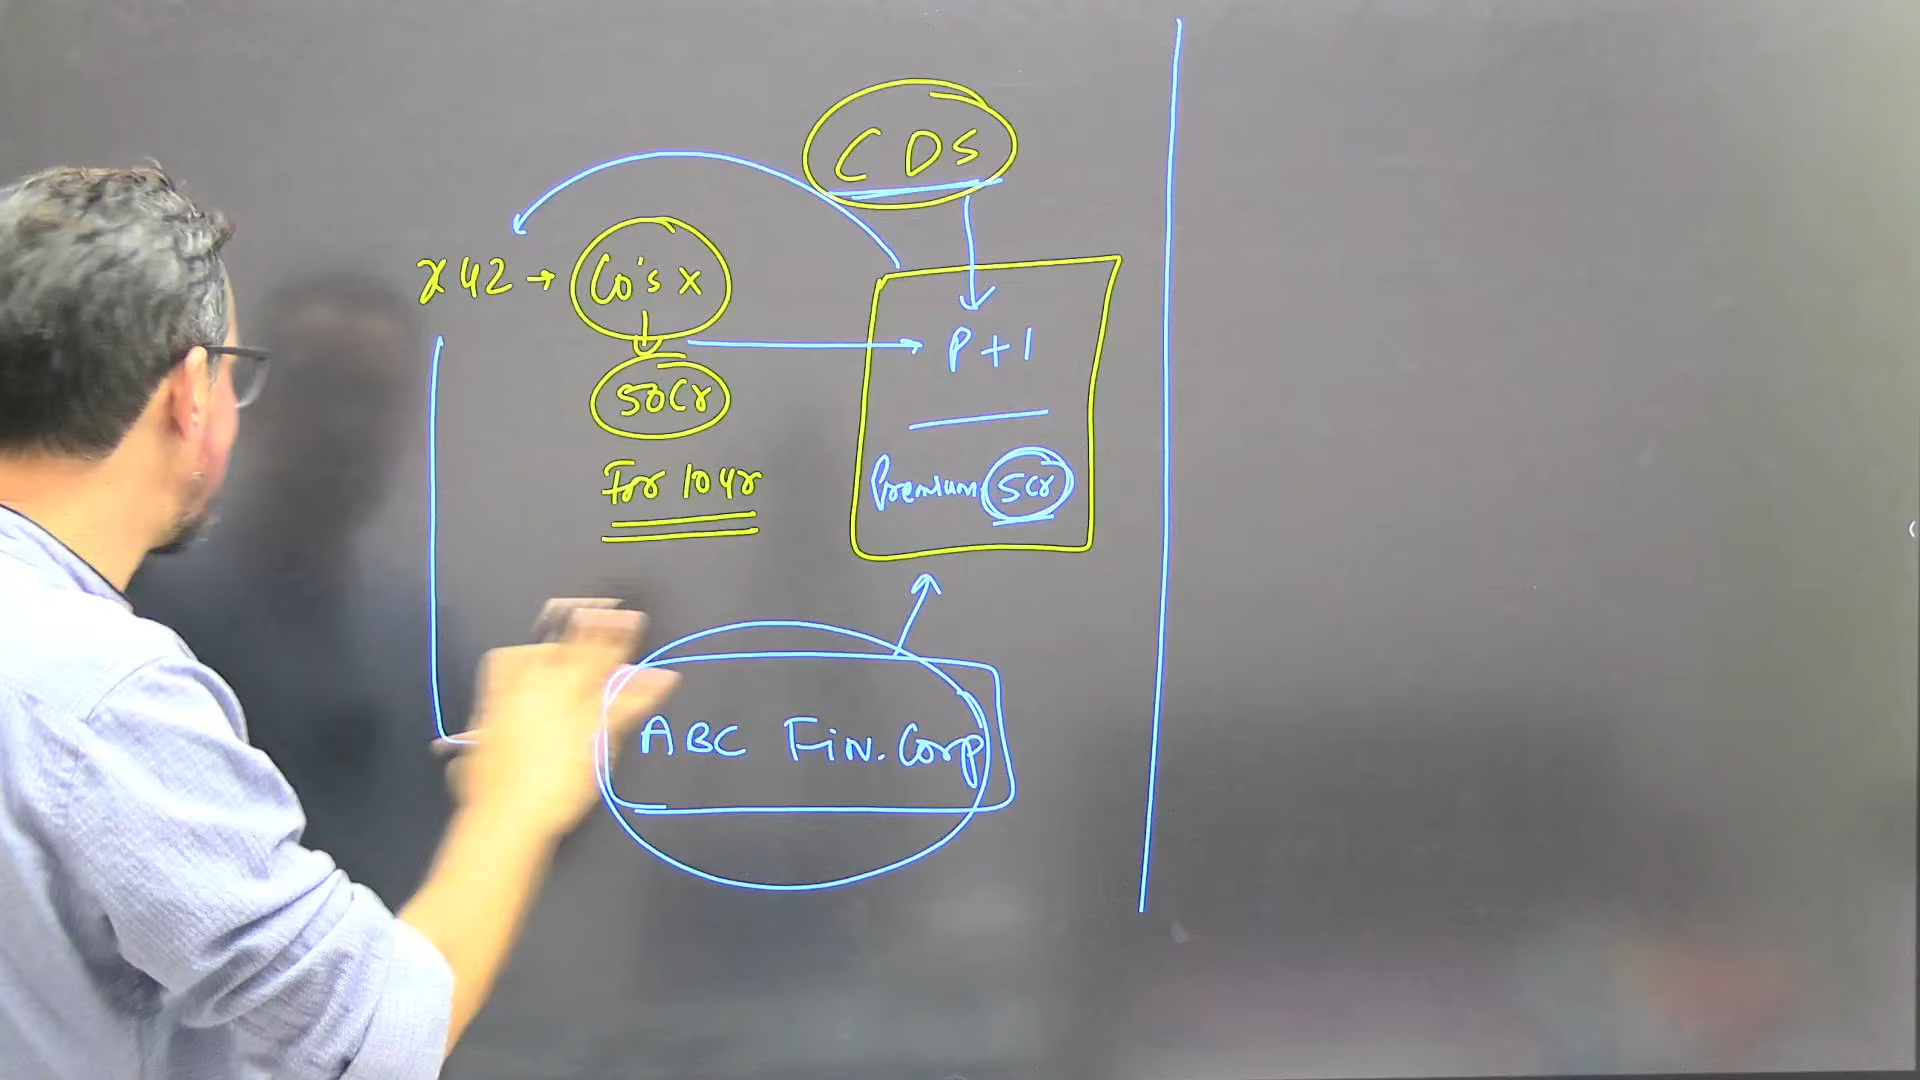 CDS
x42 → Co's x
P+1
50Cr
Premium 5Cr
For 10yr
ABC Fin. Corp